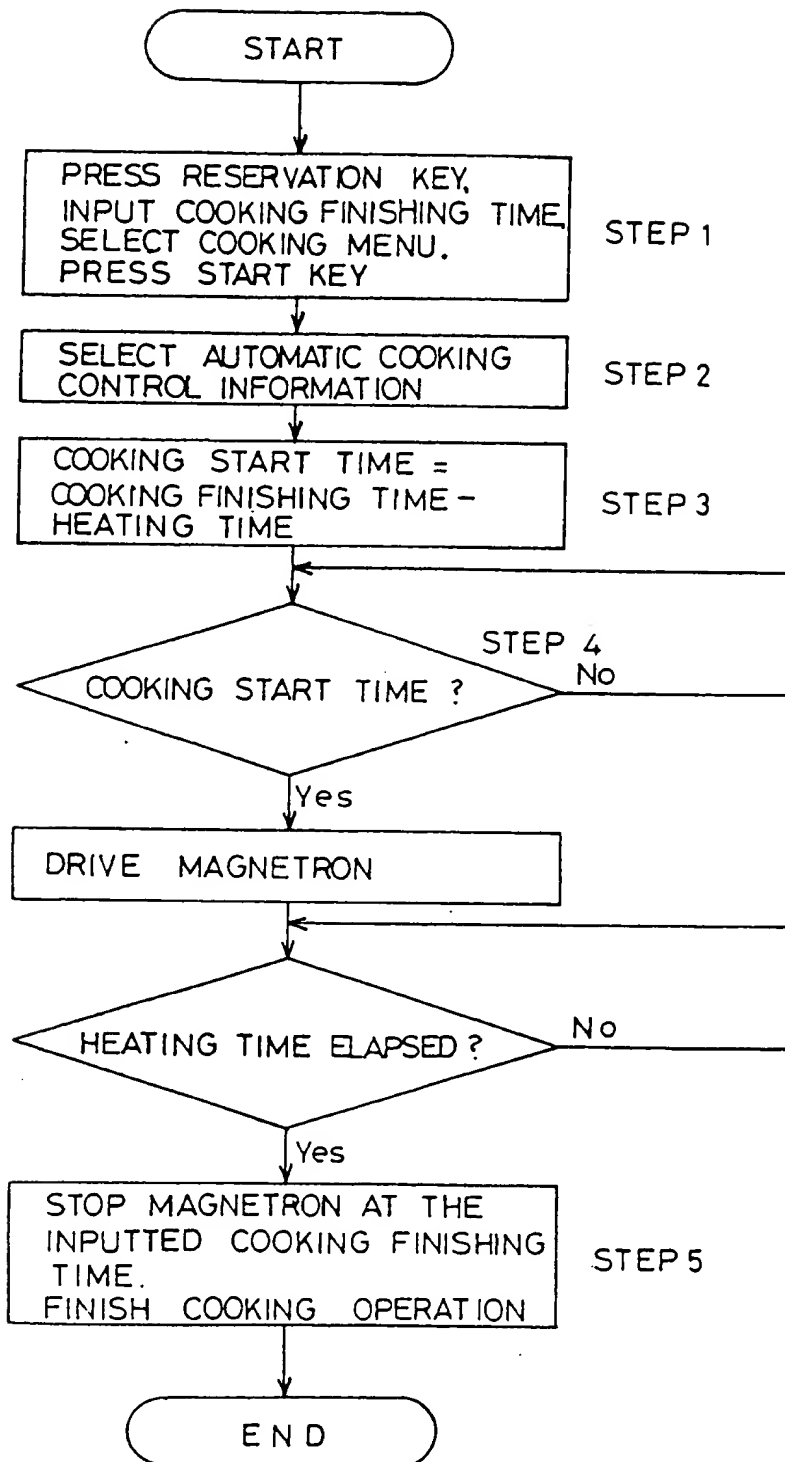 START
PRESS RESERVATION KEY.
INPUT COOKING FINISHING TIME.
SELECT COOKING MENU.
PRESS START KEY
STEP 1
SELECT AUTOMATIC COOKING
CONTROL INFORMATION
STEP 2
COOKING START TIME =
COOKING FINISHING TIME –
HEATING TIME
STEP 3
STEP 4
COOKING START TIME ?
No
Yes
DRIVE MAGNETRON
HEATING TIME ELAPSED ?
No
Yes
STOP MAGNETRON AT THE
INPUTTED COOKING FINISHING
TIME.
FINISH COOKING OPERATION
STEP 5
END